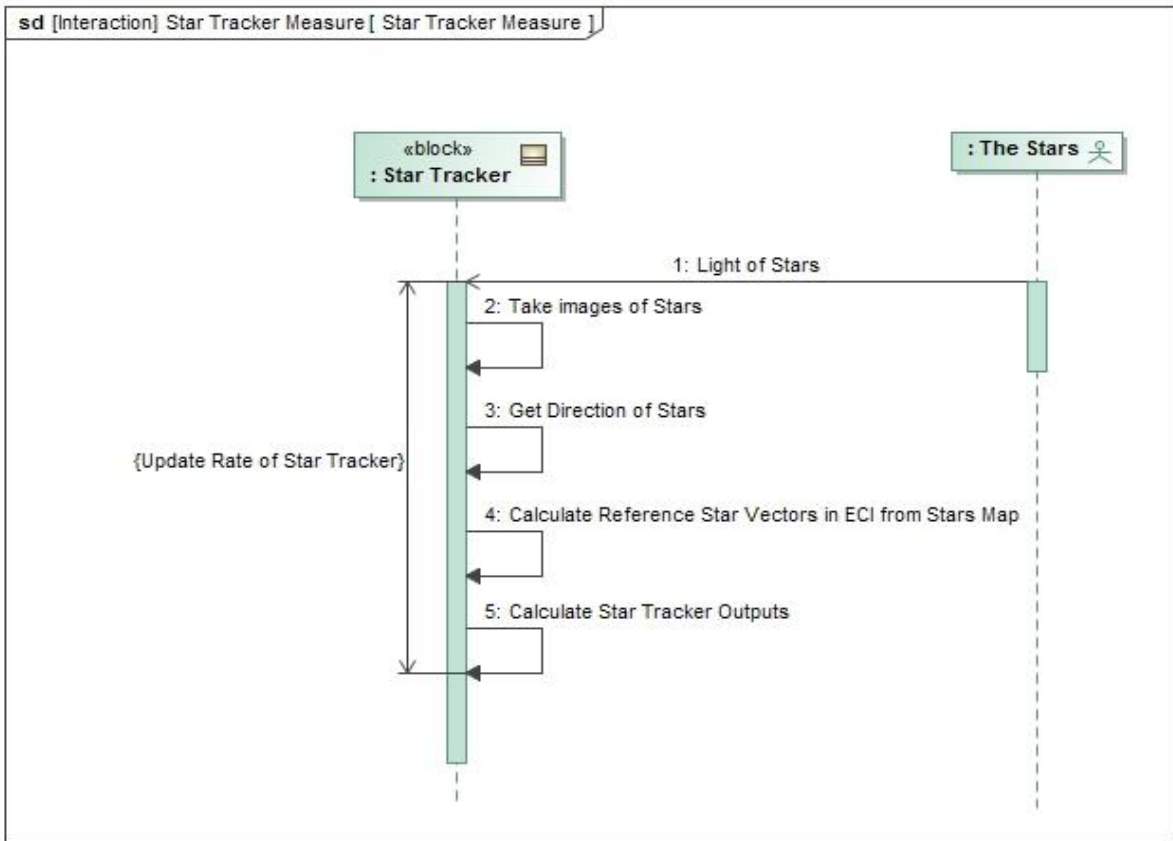 sd [Interaction] Star Tracker Measure [ Star Tracker Measure ]
«block»
: Star Tracker
: The Stars
1: Light of Stars
2: Take images of Stars
3: Get Direction of Stars
{Update Rate of Star Tracker}
4: Calculate Reference Star Vectors in ECI from Stars Map
5: Calculate Star Tracker Outputs